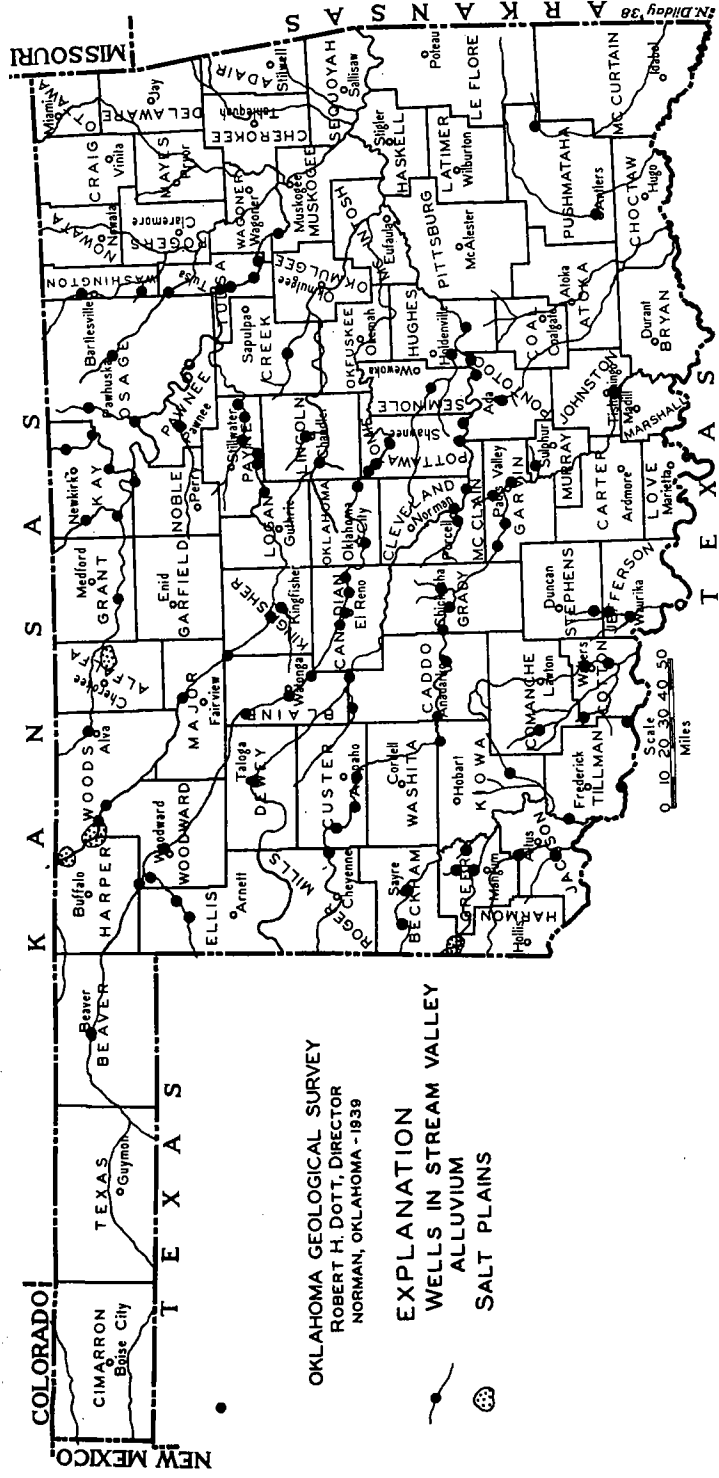 COLORADO
NEW MEXICO
KANSAS
MISSOURI
ARKANSAS
TEXAS
TEXAS
CIMARRON
Boise City
TEXAS
Guymon
BEAVER
Beaver
HARPER
Buffalo
WOODS
Alva
ALFALFA
Cherokee
GRANT
Medford
KAY
Newkirk
OSAGE
Pawhuska
WASHINGTON
Bartlesville
NOWATA
Nowata
CRAIG
Vinita
OTTAWA
Miami
ELLIS
Arnett
WOODWARD
Woodward
MAJOR
Fairview
GARFIELD
Enid
NOBLE
Perry
PAWNEE
Pawnee
TULSA
Tulsa
ROGERS
Claremore
MAYES
Pryor
DELAWARE
Jay
DEWEY
Taloga
BLAINE
Watonga
KINGFISHER
Kingfisher
LOGAN
Guthrie
PAYNE
Stillwater
CREEK
Sapulpa
WAGONER
Wagoner
CHEROKEE
Tahlequah
ADAIR
Stilwell
ROGER MILLS
Cheyenne
CUSTER
Arapaho
CANADIAN
El Reno
OKLAHOMA
Oklahoma City
LINCOLN
Chandler
OKFUSKEE
Okemah
OKMULGEE
Okmulgee
MUSKOGEE
Muskogee
SEQUOYAH
Sallisaw
BECKHAM
Sayre
WASHITA
Cordell
CADDO
Anadarko
GRADY
Chickasha
CLEVELAND
Norman
POTTAWATOMIE
Shawnee
SEMINOLE
Wewoka
HUGHES
Holdenville
MC INTOSH
Eufaula
HASKELL
Stigler
GREER
Mangum
KIOWA
Hobart
COMANCHE
Lawton
STEPHENS
Duncan
MC CLAIN
Purcell
GARVIN
Pauls Valley
PONTOTOC
Ada
PITTSBURG
McAlester
LATIMER
Wilburton
LE FLORE
Poteau
HARMON
Hollis
JACKSON
Altus
TILLMAN
Frederick
COTTON
Walters
JEFFERSON
Waurika
MURRAY
Sulphur
CARTER
Ardmore
LOVE
Marietta
JOHNSTON
Tishomingo
MARSHALL
Madill
COAL
Coalgate
ATOKA
Atoka
BRYAN
Durant
PUSHMATAHA
Antlers
CHOCTAW
Hugo
MC CURTAIN
Idabel
OKLAHOMA GEOLOGICAL SURVEY
ROBERT H. DOTT, DIRECTOR
NORMAN, OKLAHOMA - 1939
EXPLANATION
WELLS IN STREAM VALLEY
ALLUVIUM
SALT PLAINS
Scale
0 10 20 30 40 50
Miles
N. Dilday '38